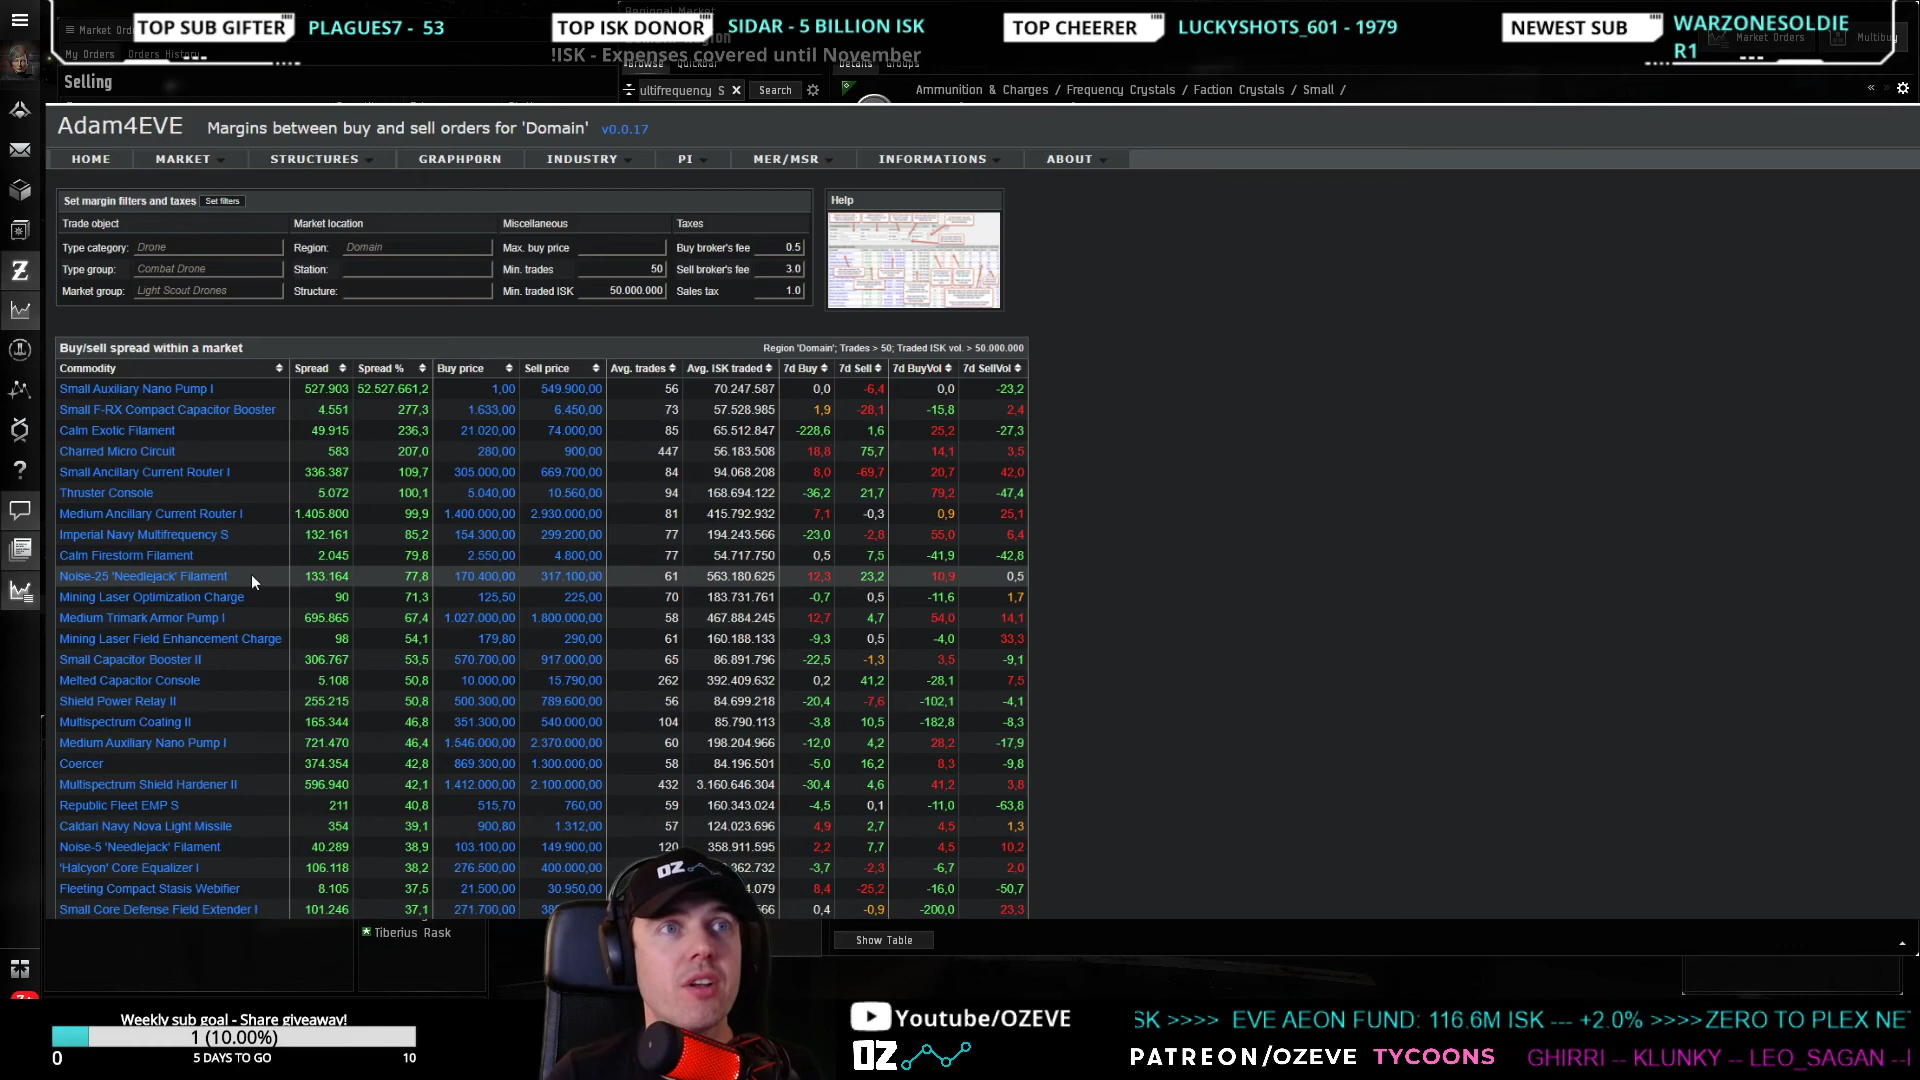 TOP SUB GIFTER PLAGUES7 - 53 TOP ISK DONOR SIDAR - 5 BILLION ISK TOP CHEERER LUCKYSHOTS_601 - 1979 NEWEST SUB WARZONESOLDIE
R1
Market Orders Multibuy
My Orders Orders History
!ISK - Expenses covered until November
Selling
ultifrequency S Search Ammunition & Charges / Frequency Crystals / Faction Crystals / Small /
Adam4EVE Margins between buy and sell orders for 'Domain' v0.0.17
HOME MARKET STRUCTURES GRAPHP0RN INDUSTRY PI MER/MSR INFORMATIONS ABOUT
Set margin filters and taxes Set filters
Help
Trade object Market location Miscellaneous Taxes
Type category: Drone Region: Domain Max. buy price Buy broker's fee 0.5
Type group: Combat Drone Station: Min. trades 50 Sell broker's fee 3.0
Market group: Light Scout Drones Structure: Min. traded ISK 50.000.000 Sales tax 1.0
Buy/sell spread within a market Region 'Domain'; Trades > 50; Traded ISK vol. > 50.000.000
Commodity Spread Spread % Buy price Sell price Avg. trades Avg. ISK traded 7d Buy 7d Sell 7d BuyVol 7d SellVol
Small Auxiliary Nano Pump I 527.903 52.527.661,2 1,00 549.900,00 56 70.247.587 0,0 -6,4 0,0 -23,2
Small F-RX Compact Capacitor Booster 4.551 277,3 1.633,00 6.450,00 73 57.528.985 1,9 -28,1 -15,8 2,4
Calm Exotic Filament 49.915 236,3 21.020,00 74.000,00 85 65.512.847 -228,6 1,6 25,2 -27,3
Charred Micro Circuit 583 207,0 280,00 900,00 447 56.183.508 18,8 75,7 14,1 3,5
Small Ancillary Current Router I 336.387 109,7 305.000,00 669.700,00 84 94.068.208 8,0 -69,7 20,7 42,0
Thruster Console 5.072 100,1 5.040,00 10.560,00 94 168.694.122 -36,2 21,7 79,2 -47,4
Medium Ancillary Current Router I 1.405.800 99,9 1.400.000,00 2.930.000,00 81 415.792.932 7,1 -0,3 0,9 25,1
Imperial Navy Multifrequency S 132.161 85,2 154.300,00 299.200,00 77 194.243.566 -23,0 -2,8 55,0 6,4
Calm Firestorm Filament 2.045 79,8 2.550,00 4.800,00 77 54.717.750 0,5 7,5 -41,9 -42,8
Noise-25 'Needlejack' Filament 133.164 77,8 170.400,00 317.100,00 61 563.180.625 12,3 23,2 10,9 0,5
Mining Laser Optimization Charge 90 71,3 125,50 225,00 70 183.731.761 -0,7 0,5 -11,6 1,7
Medium Trimark Armor Pump I 695.865 67,4 1.027.000,00 1.800.000,00 58 467.884.245 12,7 4,7 54,0 14,1
Mining Laser Field Enhancement Charge 98 54,1 179,80 290,00 61 160.188.133 -9,3 0,5 -4,0 33,3
Small Capacitor Booster II 306.767 53,5 570.700,00 917.000,00 65 86.891.796 -22,5 -1,3 3,5 -9,1
Melted Capacitor Console 5.108 50,8 10.000,00 15.790,00 262 392.409.632 0,2 41,2 -28,1 7,5
Shield Power Relay II 255.215 50,8 500.300,00 789.600,00 56 84.699.218 -20,4 -7,6 -102,1 -4,1
Multispectrum Coating II 165.344 46,8 351.300,00 540.000,00 104 85.790.113 -3,8 10,5 -182,8 -8,3
Medium Auxiliary Nano Pump I 721.470 46,4 1.546.000,00 2.370.000,00 60 198.204.966 -12,0 4,2 28,2 -17,9
Coercer 374.354 42,8 869.300,00 1.300.000,00 58 84.196.501 -5,0 16,2 8,3 -9,8
Multispectrum Shield Hardener II 596.940 42,1 1.412.000,00 2.100.000,00 432 3.160.646.304 -30,4 4,6 41,2 3,8
Republic Fleet EMP S 211 40,8 515,70 760,00 59 160.343.024 -4,5 0,1 -11,0 -63,8
Caldari Navy Nova Light Missile 354 39,1 900,80 1.312,00 57 124.023.696 4,9 2,7 4,5 1,3
Noise-5 'Needlejack' Filament 40.289 38,9 103.100,00 149.900,00 120 358.911.595 2,2 7,7 4,5 10,2
'Halcyon' Core Equalizer I 106.118 38,2 276.500,00 400.000,00 362.732 -3,7 -2,3 -6,7 2,0
Fleeting Compact Stasis Webifier 8.105 37,5 21.500,00 30.950,00 4.079 8,4 -25,2 -16,0 -50,7
Small Core Defense Field Extender I 101.246 37,1 271.700,00 566 0,4 -0,9 -200,0 23,3
Tiberius Rask Show Table
OZ
Weekly sub goal - Share giveaway!
1 (10.00%)
0 5 DAYS TO GO 10
Youtube/OZEVE
OZ
SK >>>> EVE AEON FUND: 116.6M ISK --- +2.0% >>>> ZERO TO PLEX NE
PATREON/OZEVE TYCOONS GHIRRI -- KLUNKY -- LEO_SAGAN --